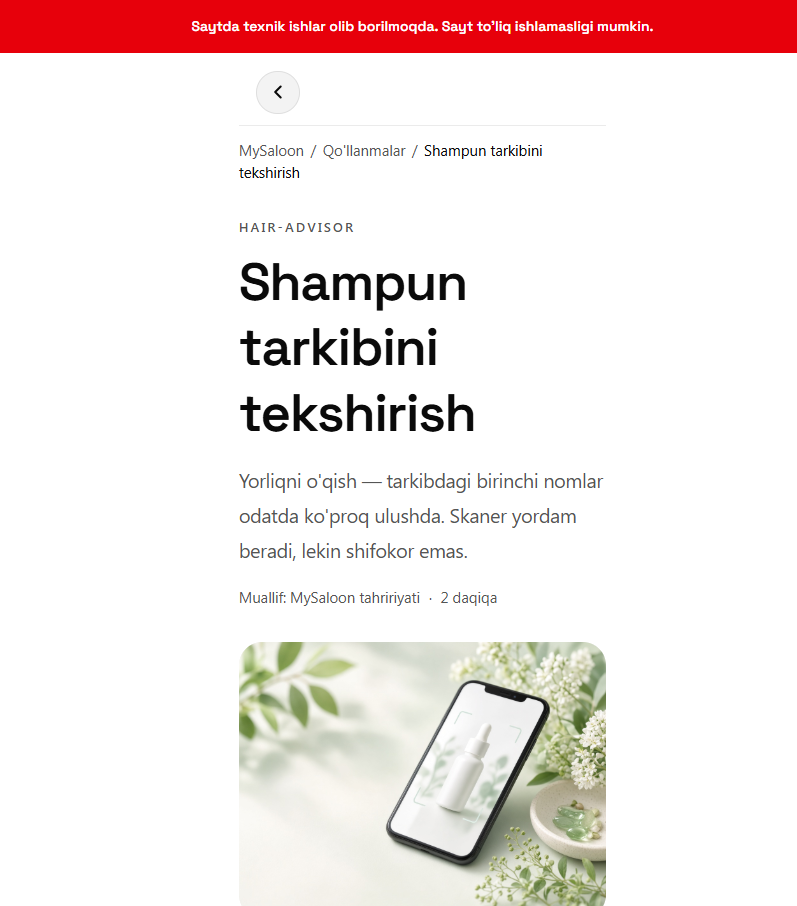 Saytda texnik ishlar olib borilmoqda. Sayt to'liq ishlamasligi mumkin.
MySaloon / Qo'llanmalar / Shampun tarkibini
tekshirish
HAIR-ADVISOR
Shampun
tarkibini
tekshirish
Yorliqni o'qish — tarkibdagi birinchi nomlar
odatda ko'proq ulushda. Skaner yordam
beradi, lekin shifokor emas.
Muallif: MySaloon tahririyati · 2 daqiqa